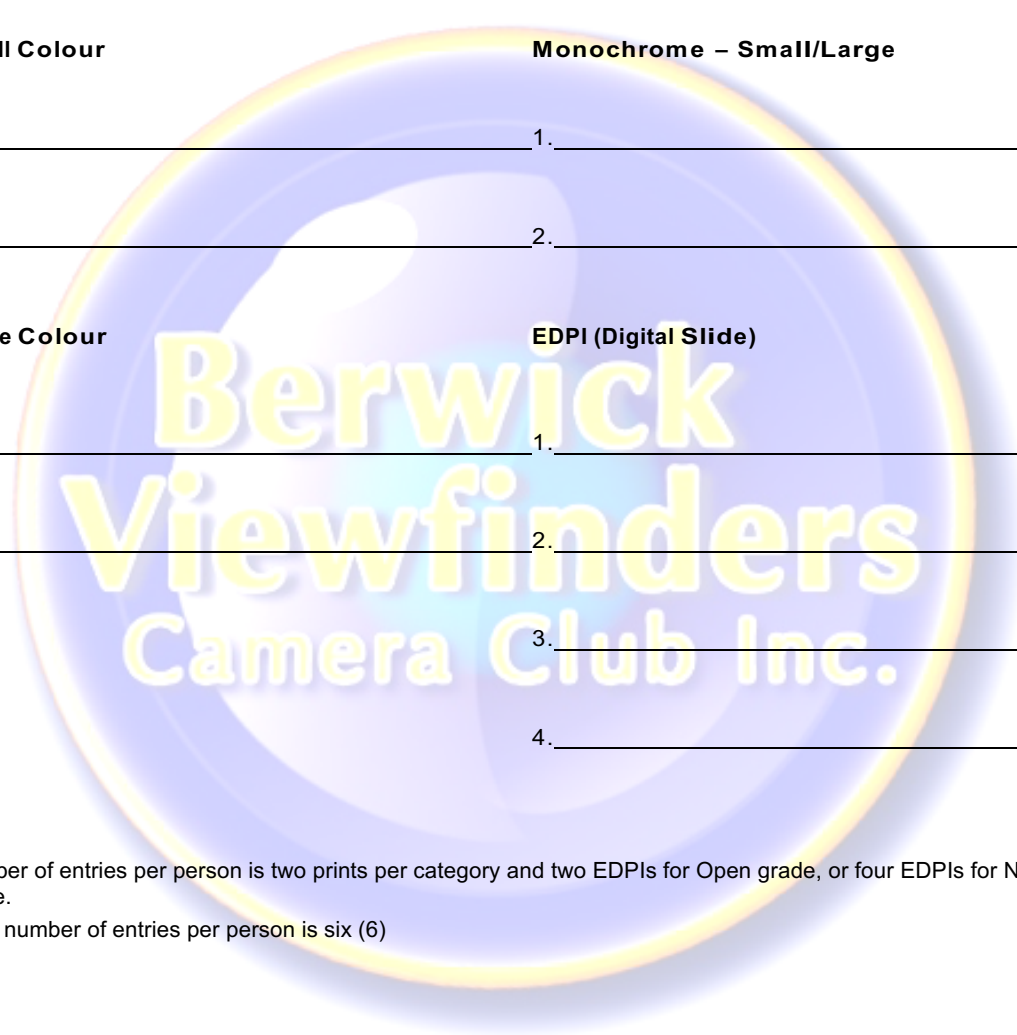 ll Colour
Monochrome – Small/Large
1.
2.
e Colour
EDPI (Digital Slide)
1.
2.
3.
4.
Berwick
Viewfinders
Camera Club Inc.
ber of entries per person is two prints per category and two EDPIs for Open grade, or four EDPIs for N
e.
number of entries per person is six (6)